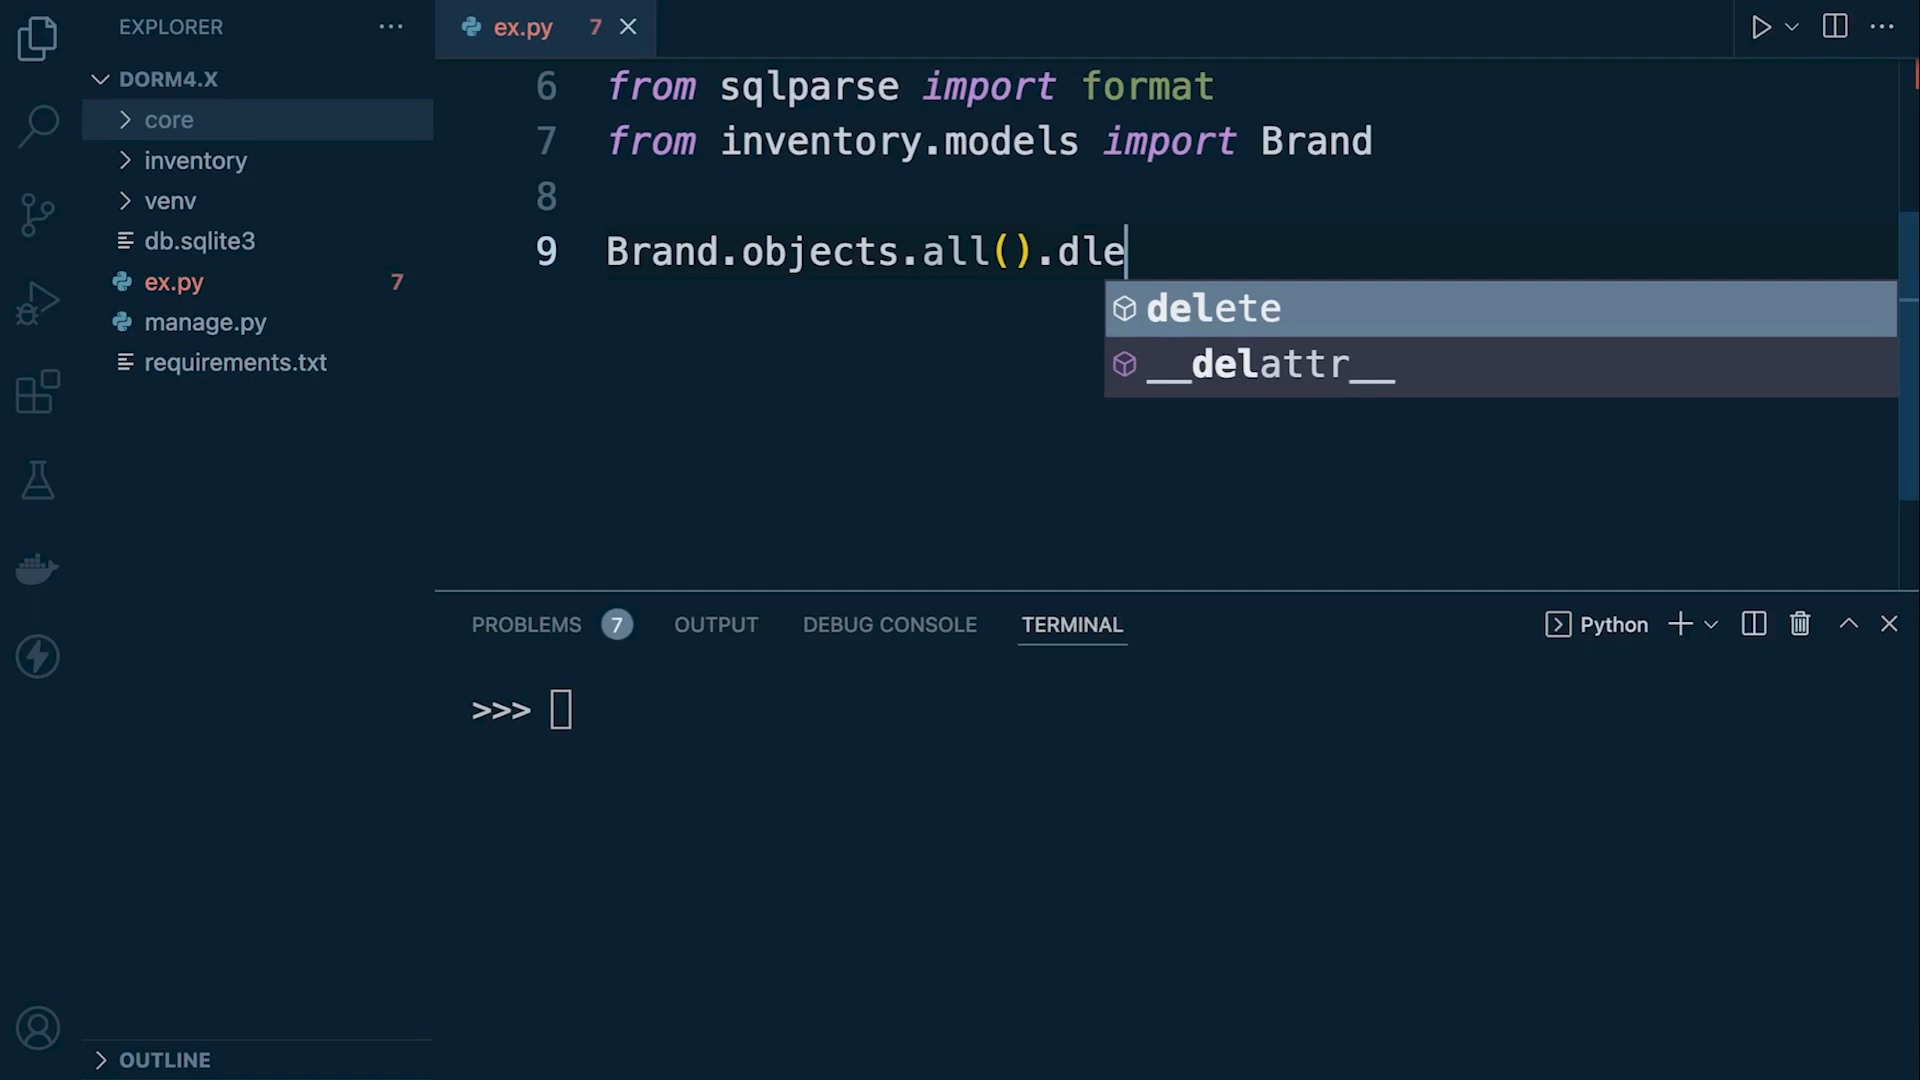 EXPLORER
DORM4.X
core
inventory
venv
db.sqlite3
ex.py 7
manage.py
requirements.txt
OUTLINE
ex.py 7
6 from sqlparse import format
7 from inventory.models import Brand
8
9 Brand.objects.all().dle
delete
__delattr__
PROBLEMS 7 OUTPUT DEBUG CONSOLE TERMINAL Python
>>>